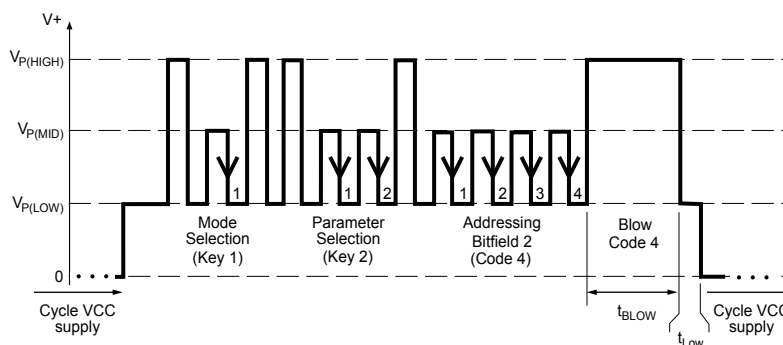 V+
VP(HIGH)
VP(MID)
VP(LOW)
0
1
1
2
1
2
3
4
Mode
Selection
(Key 1)
Parameter
Selection
(Key 2)
Addressing
Bitfield 2
(Code 4)
Blow
Code 4
Cycle VCC
supply
tBLOW
tLow
Cycle VCC
supply